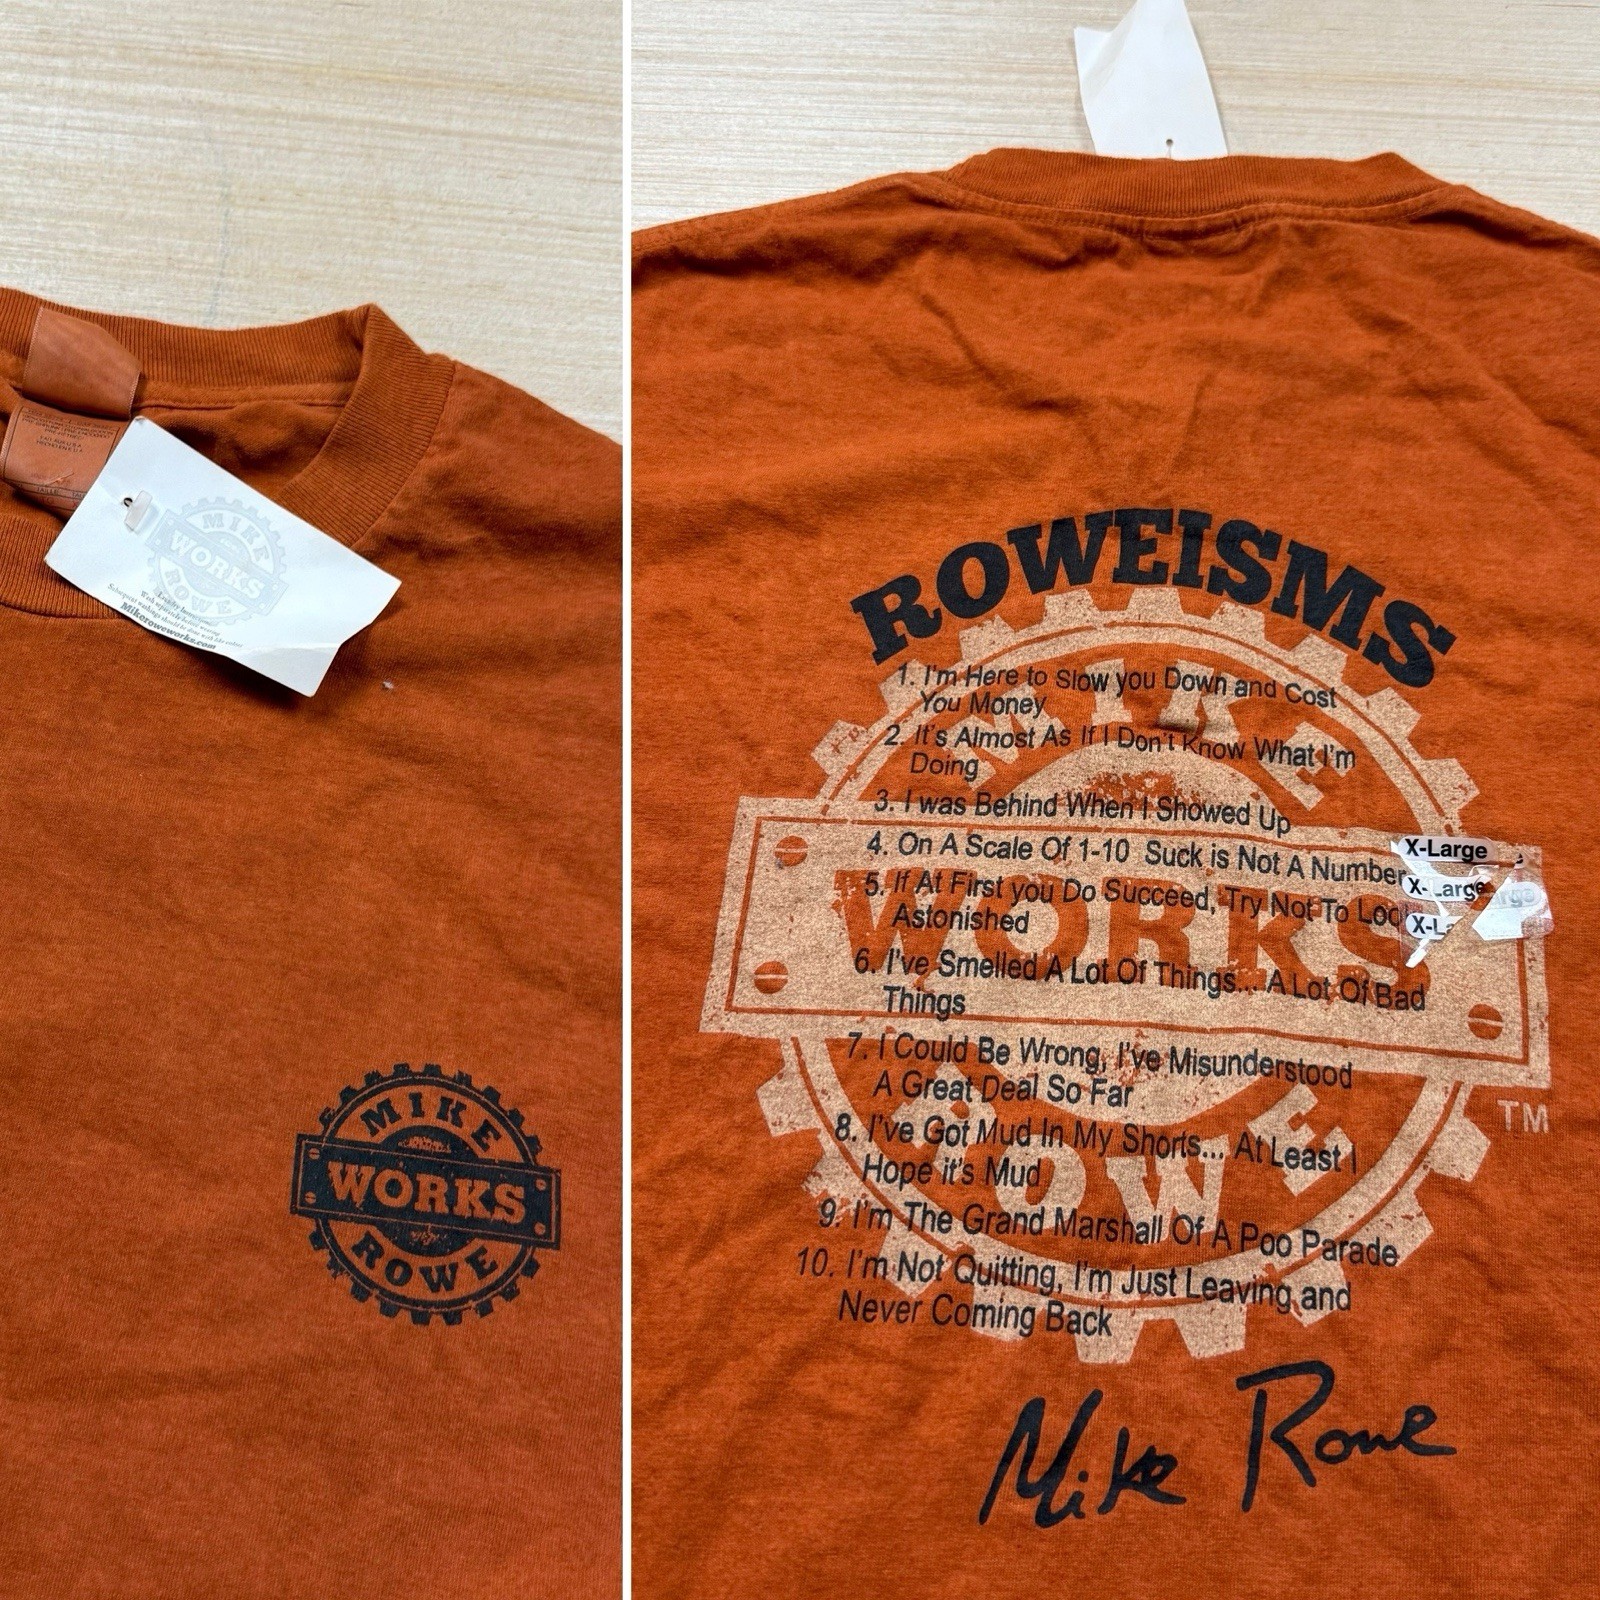 MIKE
WORKS
ROWE
Mikeroweworks.com
MIKE
WORKS
ROWE
ROWEISMS
1. I'm Here to Slow you Down and Cost
You Money
2. It's Almost As If I Don't Know What I'm
Doing
3. I was Behind When I Showed Up
4. On A Scale Of 1-10 Suck is Not A Number
5. If At First you Do Succeed, Try Not To Loo
Astonished
6. I've Smelled A Lot Of Things... A Lot Of Bad
Things
7. I Could Be Wrong, I've Misunderstood
A Great Deal So Far
8. I've Got Mud In My Shorts... At Least I
Hope it's Mud
9. I'm The Grand Marshall Of A Poo Parade
10. I'm Not Quitting, I'm Just Leaving and
Never Coming Back
MIKE
WORKS
ROWE
TM
X-Large
X-Large
X-La
Mike Rowe